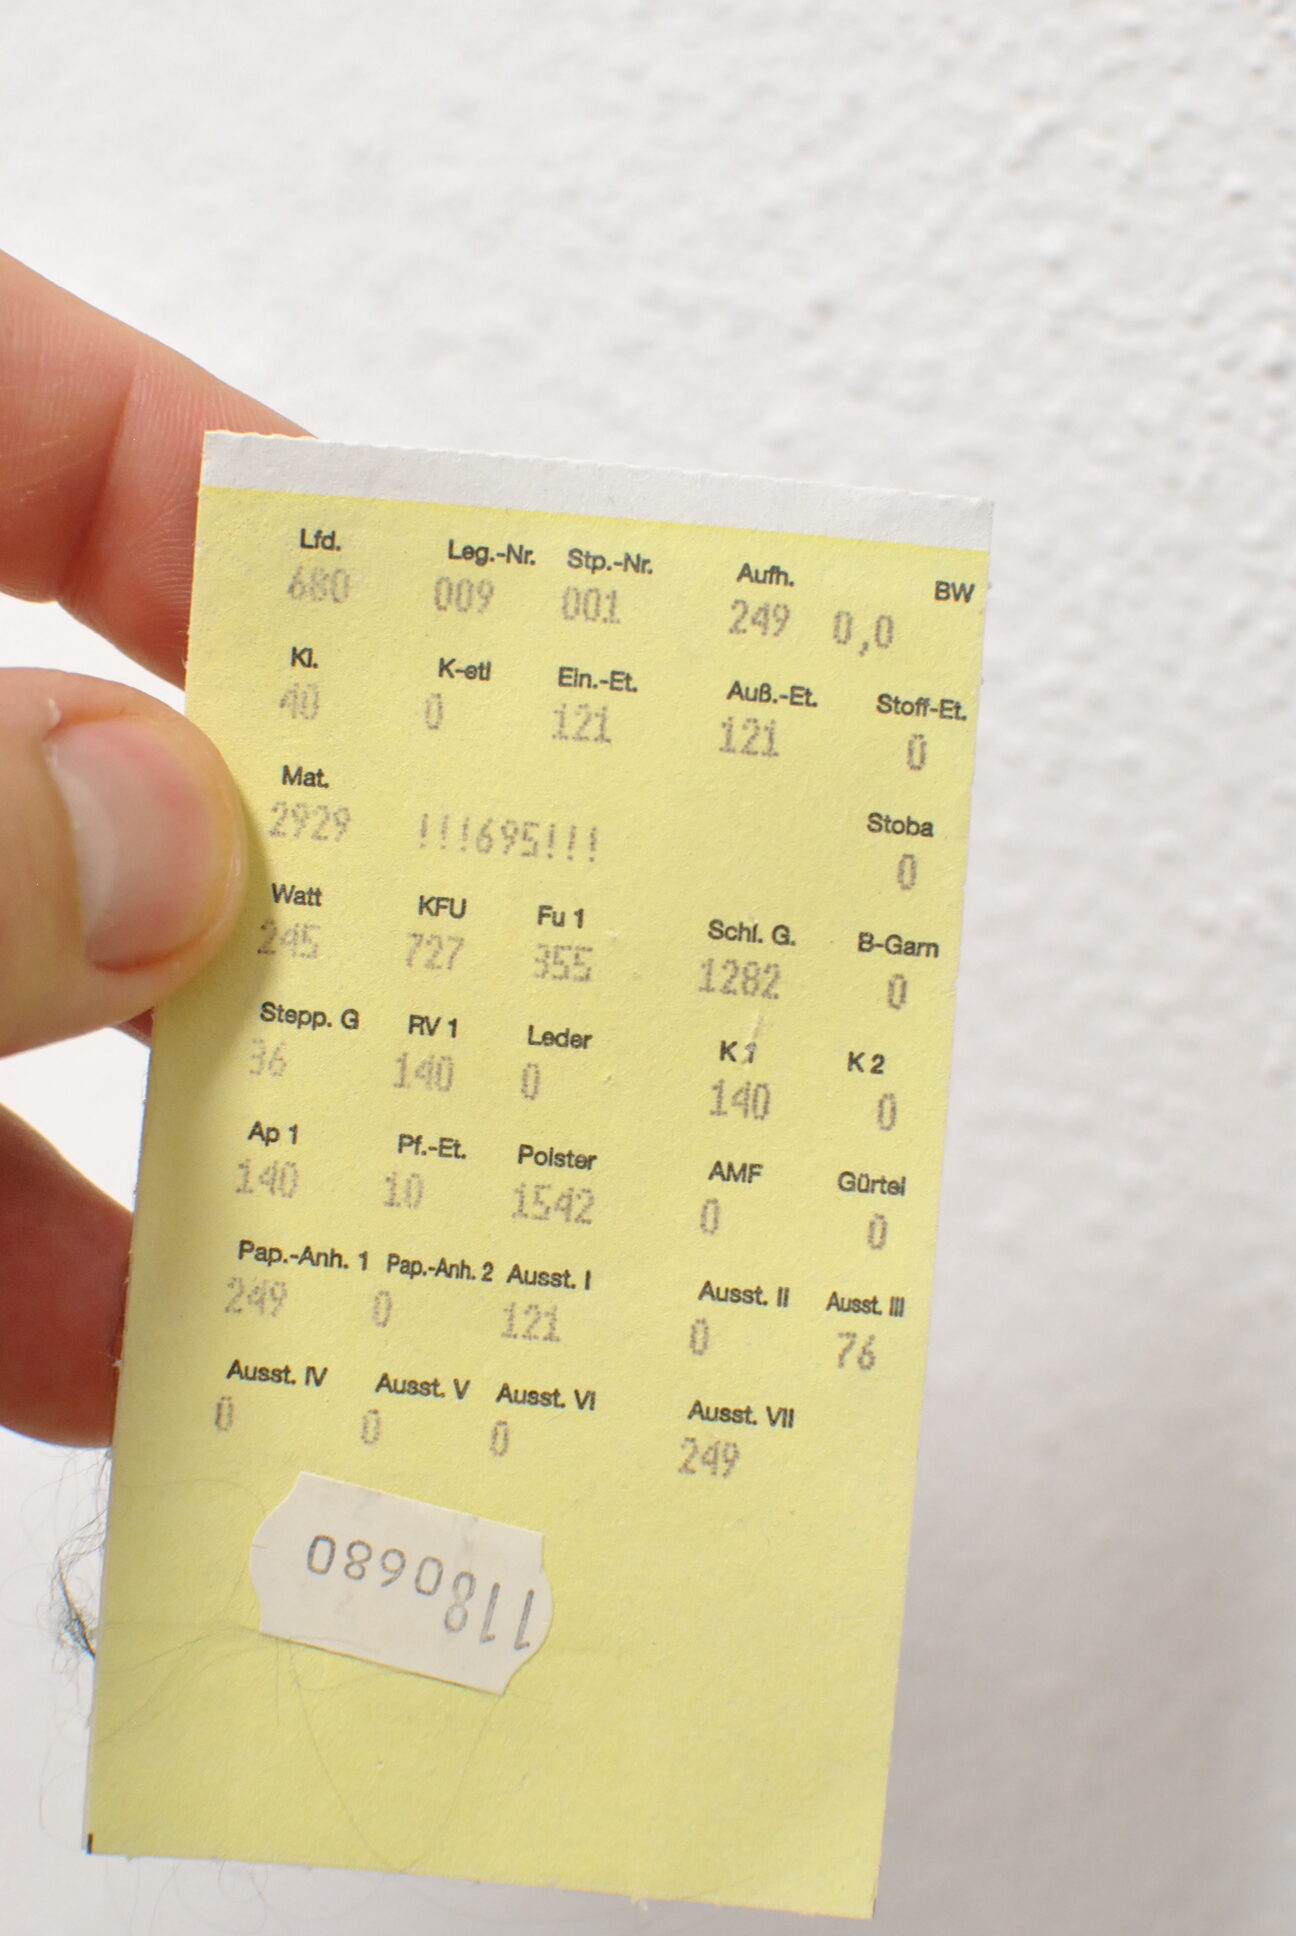 Lfd. Leg.-Nr. Stp.-Nr. Aufh. BW
680 009 001 249 0,0
Kl. K-etl Ein.-Et. Auß.-Et. Stoff-Et.
40 0 121 121 0
Mat. Stoba
2929 !!!695!!! 0
Watt KFU Fu 1 Schl. G. B-Garn
245 727 355 1282 0
Stepp. G RV 1 Leder K 1 K 2
36 140 0 140 0
Ap 1 Pf.-Et. Polster AMF Gürtel
140 10 1542 0 0
Pap.-Anh. 1 Pap.-Anh. 2 Ausst. I Ausst. II Ausst. III
249 0 121 0 76
Ausst. IV Ausst. V Ausst. VI Ausst. VII
0 0 0 249
1180680